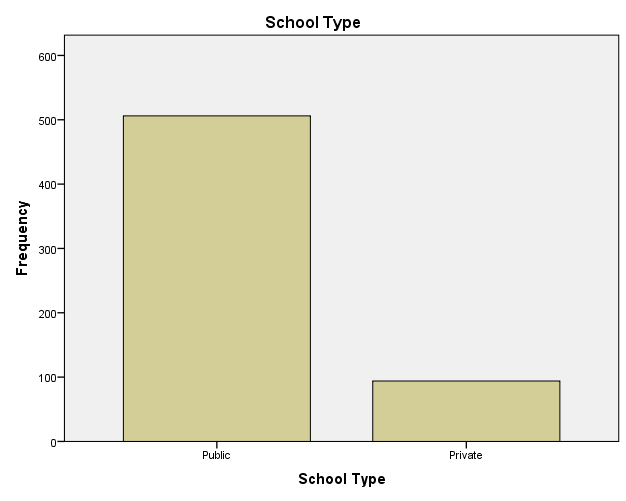 School Type
600
500
400
300
200
100
0
Frequency
Public
Private
School Type